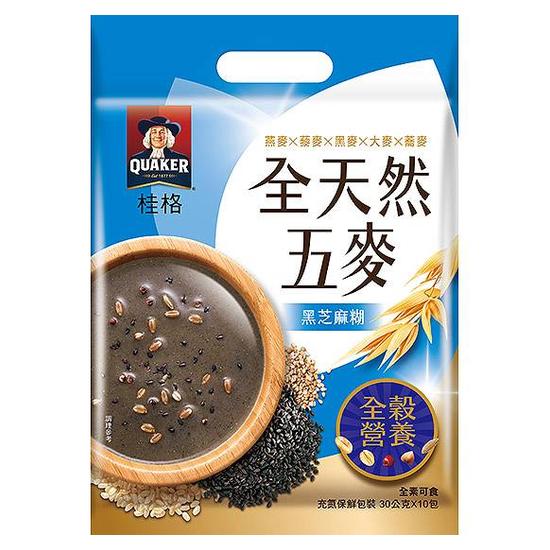 燕麥×藜麥×黑麥×大麥×蕎麥
QUAKER
Est 1877
桂格
全天然
五麥
黑芝麻糊
全穀
營養
調理參考
全素可食
充氮保鮮包裝 30公克X10包